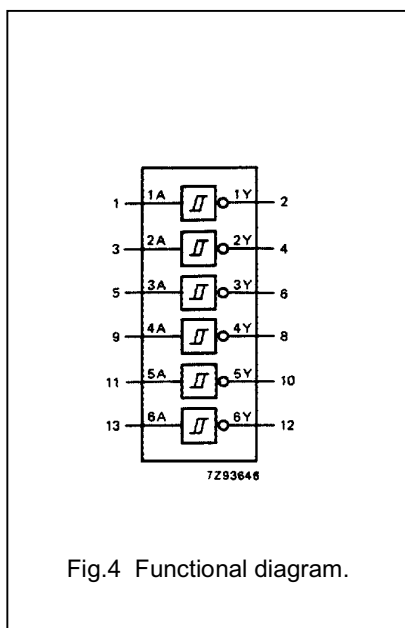 1 1A 1Y 2
3 2A 2Y 4
5 3A 3Y 6
9 4A 4Y 8
11 5A 5Y 10
13 6A 6Y 12
7Z93646
Fig.4 Functional diagram.